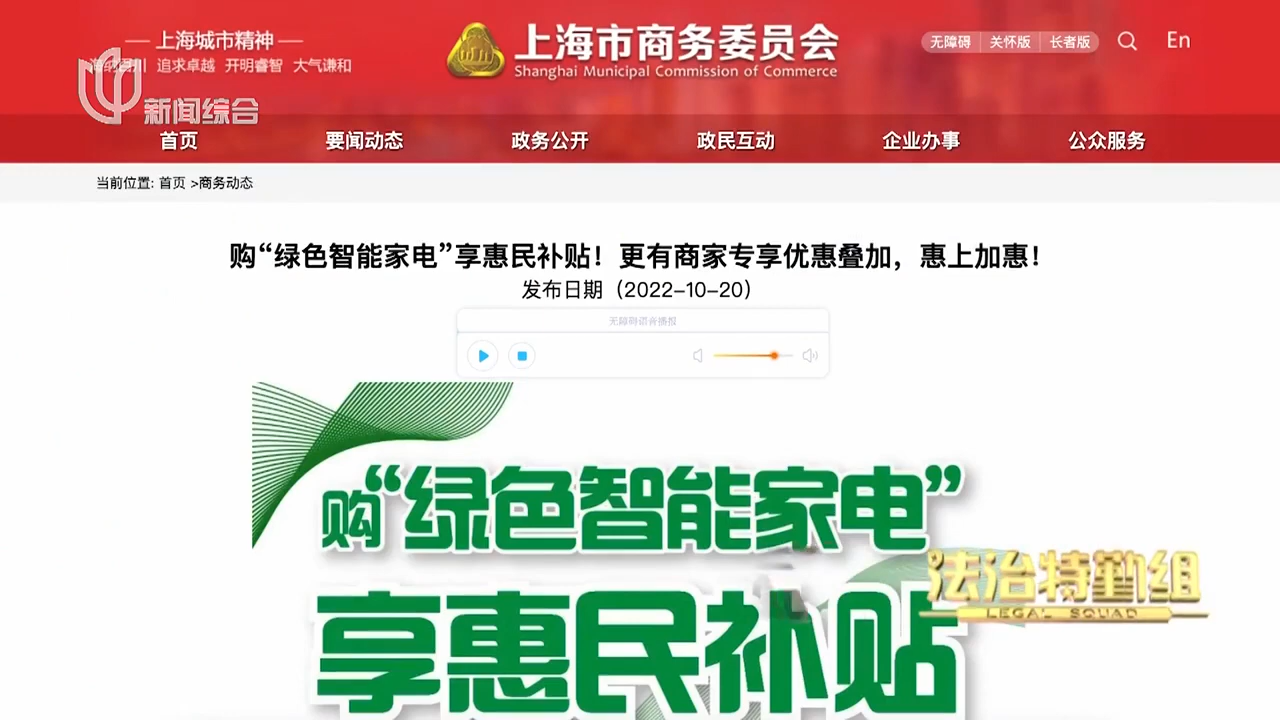 上海城市精神
海纳百川 追求卓越 开明睿智 大气谦和
上海市商务委员会
Shanghai Municipal Commission of Commerce
无障碍 关怀版 长者版
En
新闻综合
首页 要闻动态 政务公开 政民互动 企业办事 公众服务
当前位置: 首页 >商务动态
购“绿色智能家电”享惠民补贴！更有商家专享优惠叠加，惠上加惠！
发布日期（2022-10-20）
无障碍语音播报
购“绿色智能家电”
享惠民补贴
法治特勤组
LEGAL SQUAD